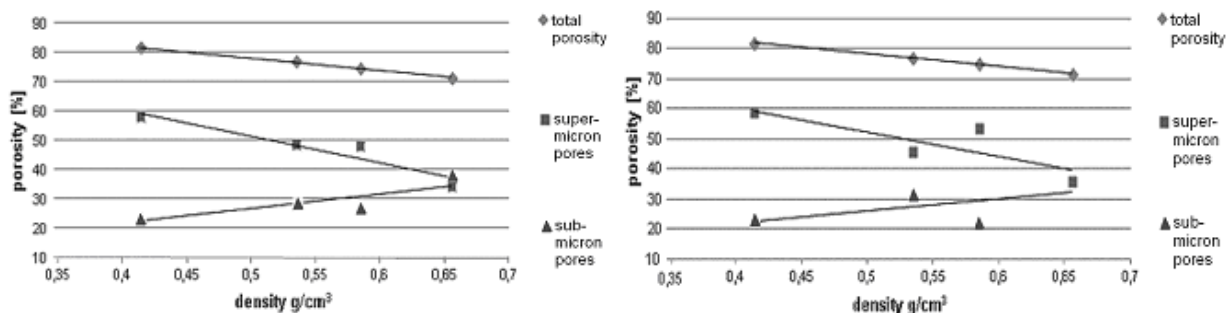 90
80
70
60
50
40
30
20
10
porosity [%]
0,35 0,4 0,45 0,5 0,55 0,6 0,65 0,7
density g/cm³
total
porosity
super-
micron
pores
sub-
micron
pores
90
80
70
60
50
40
30
20
10
porosity [%]
0,35 0,4 0,45 0,5 0,55 0,6 0,65 0,7
density g/cm³
total
porosity
super-
micron
pores
sub-
micron
pores